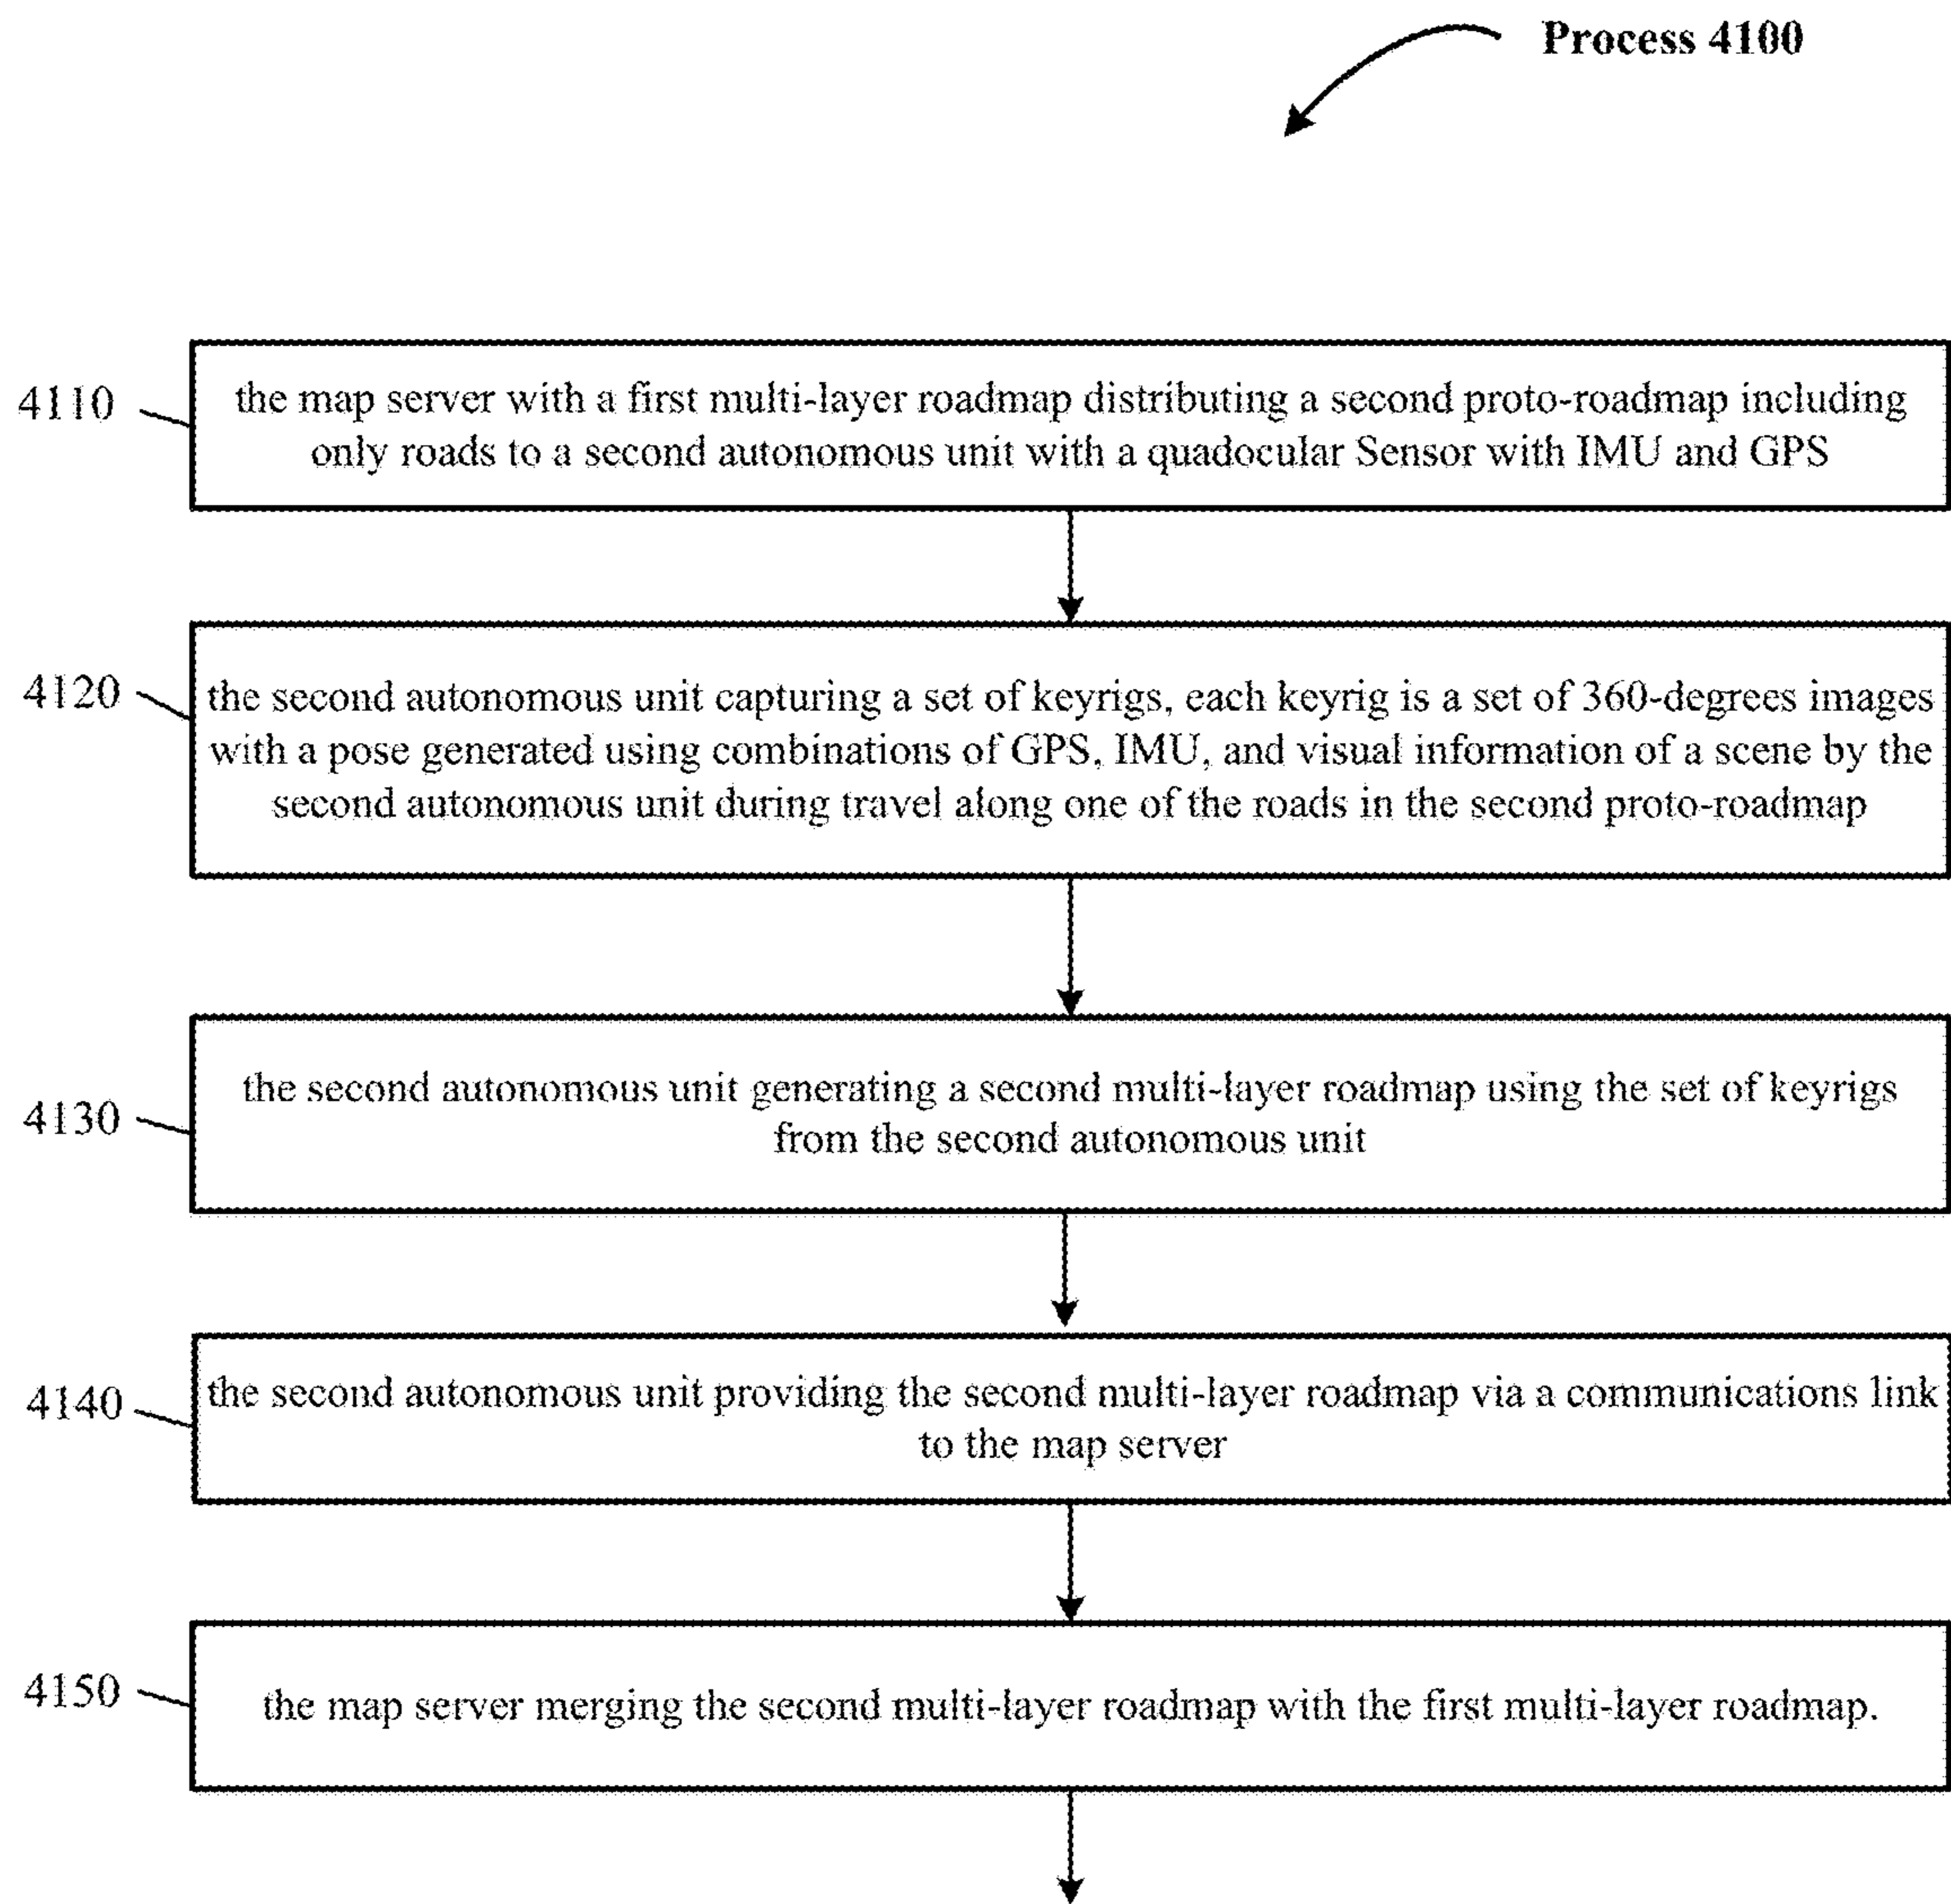 Process 4100
4110
the map server with a first multi-layer roadmap distributing a second proto-roadmap including
only roads to a second autonomous unit with a quadocular Sensor with IMU and GPS
4120
the second autonomous unit capturing a set of keyrigs, each keyrig is a set of 360-degrees images
with a pose generated using combinations of GPS, IMU, and visual information of a scene by the
second autonomous unit during travel along one of the roads in the second proto-roadmap
4130
the second autonomous unit generating a second multi-layer roadmap using the set of keyrigs
from the second autonomous unit
4140
the second autonomous unit providing the second multi-layer roadmap via a communications link
to the map server
4150
the map server merging the second multi-layer roadmap with the first multi-layer roadmap.